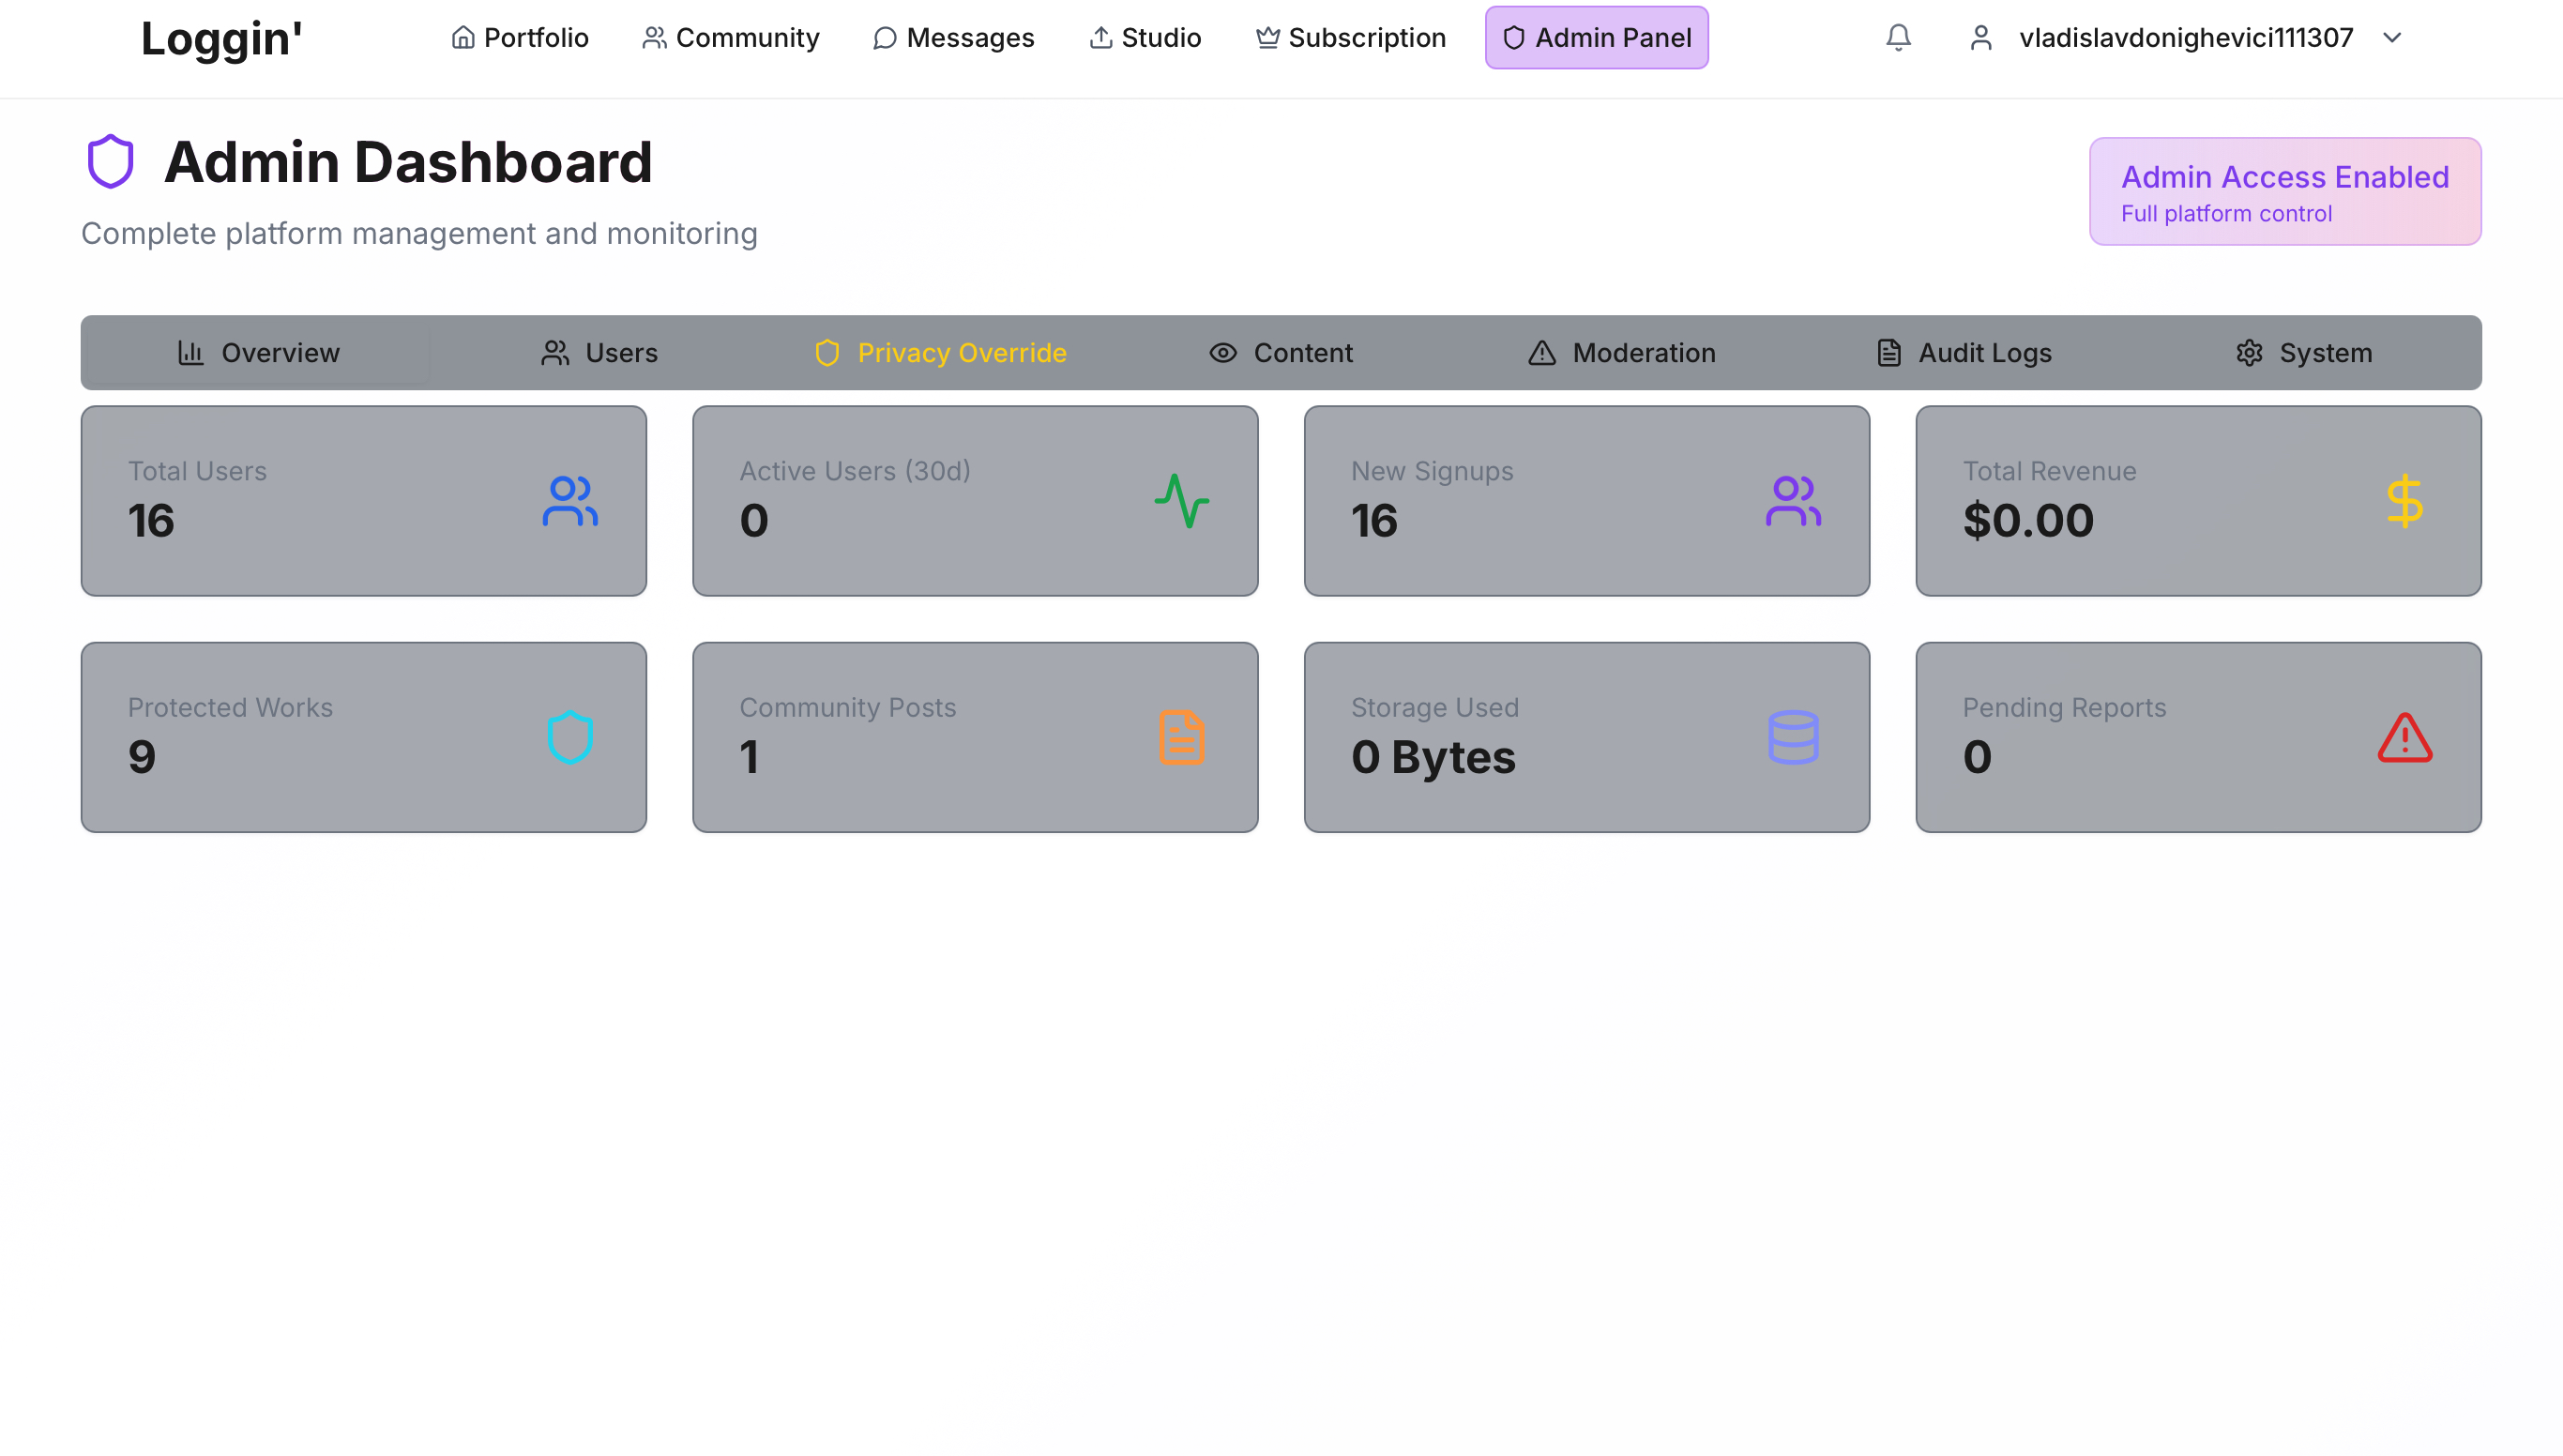 Loggin'
Portfolio
Community
Messages
Studio
Subscription
Admin Panel
vladislavdonighevici111307
Admin Dashboard
Complete platform management and monitoring
Admin Access Enabled
Full platform control
Overview
Users
Privacy Override
Content
Moderation
Audit Logs
System
Total Users
16
Active Users (30d)
0
New Signups
16
Total Revenue
$0.00
Protected Works
9
Community Posts
1
Storage Used
0 Bytes
Pending Reports
0